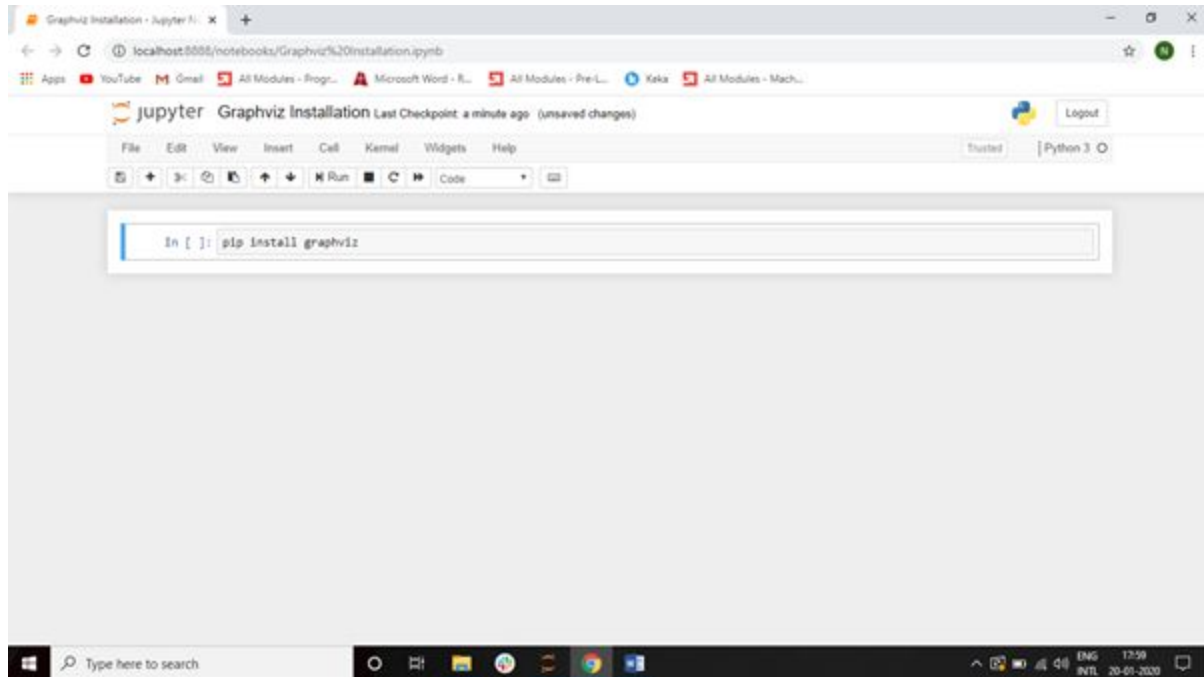 Graphviz Installation - Jupyter N
localhost:8888/notebooks/Graphviz%20Installation.ipynb
Apps YouTube Gmail All Modules - Progr... Microsoft Word - R... All Modules - Pre-L... Keka All Modules - Mach...
jupyter Graphviz Installation Last Checkpoint: a minute ago (unsaved changes) Logout
File Edit View Insert Cell Kernel Widgets Help Trusted Python 3
Run Code
In [ ]: pip install graphviz
Type here to search
ENG 17:59
INTL 20-01-2020
N